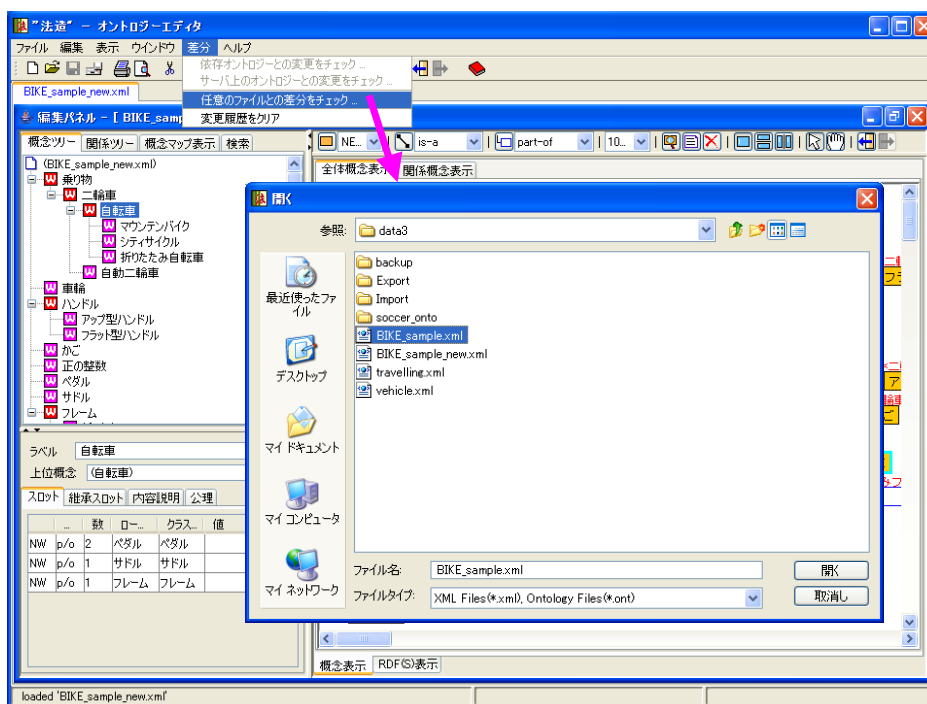 "法造" － オントロジーエディタ
ファイル 編集 表示 ウインドウ 差分 ヘルプ
依存オントロジーとの変更をチェック ...
サーバ上のオントロジーとの変更をチェック ...
任意のファイルとの差分をチェック ...
変更履歴をクリア
BIKE_sample_new.xml
編集パネル － [ BIKE_samp
概念ツリー 関係ツリー 概念マップ表示 検索
NE... is-a part-of 10...
(BIKE_sample_new.xml)
乗り物
二輪車
自転車
マウンテンバイク
シティサイクル
折りたたみ自転車
自動二輪車
車輪
ハンドル
アップ型ハンドル
フラット型ハンドル
かご
正の整数
ペダル
サドル
フレーム
全体概念表示 関係概念表示
開く
参照: data3
最近使ったファイル
デスクトップ
マイ ドキュメント
マイ コンピュータ
マイ ネットワーク
backup
Export
Import
soccer_onto
BIKE_sample.xml
BIKE_sample_new.xml
travelling.xml
vehicle.xml
ファイル名: BIKE_sample.xml 開く
ファイルタイプ: XML Files(*.xml), Ontology Files(*.ont) 取消し
ラベル 自転車
上位概念 (自転車)
スロット 継承スロット 内容説明 公理
... 数 ロー... クラス... 値
NW p/o 2 ペダル ペダル
NW p/o 1 サドル サドル
NW p/o 1 フレーム フレーム
概念表示 RDF(S)表示
loaded 'BIKE_sample_new.xml'